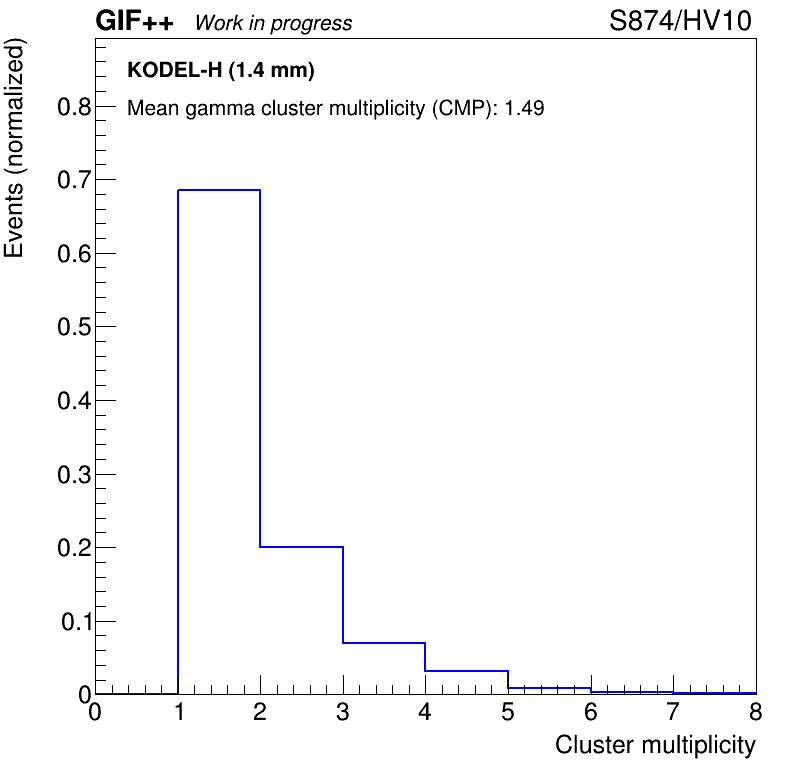 GIF++ Work in progress S874/HV10
KODEL-H (1.4 mm)
Mean gamma cluster multiplicity (CMP): 1.49
Events (normalized)
0.8
0.7
0.6
0.5
0.4
0.3
0.2
0.1
0
0 1 2 3 4 5 6 7 8
Cluster multiplicity